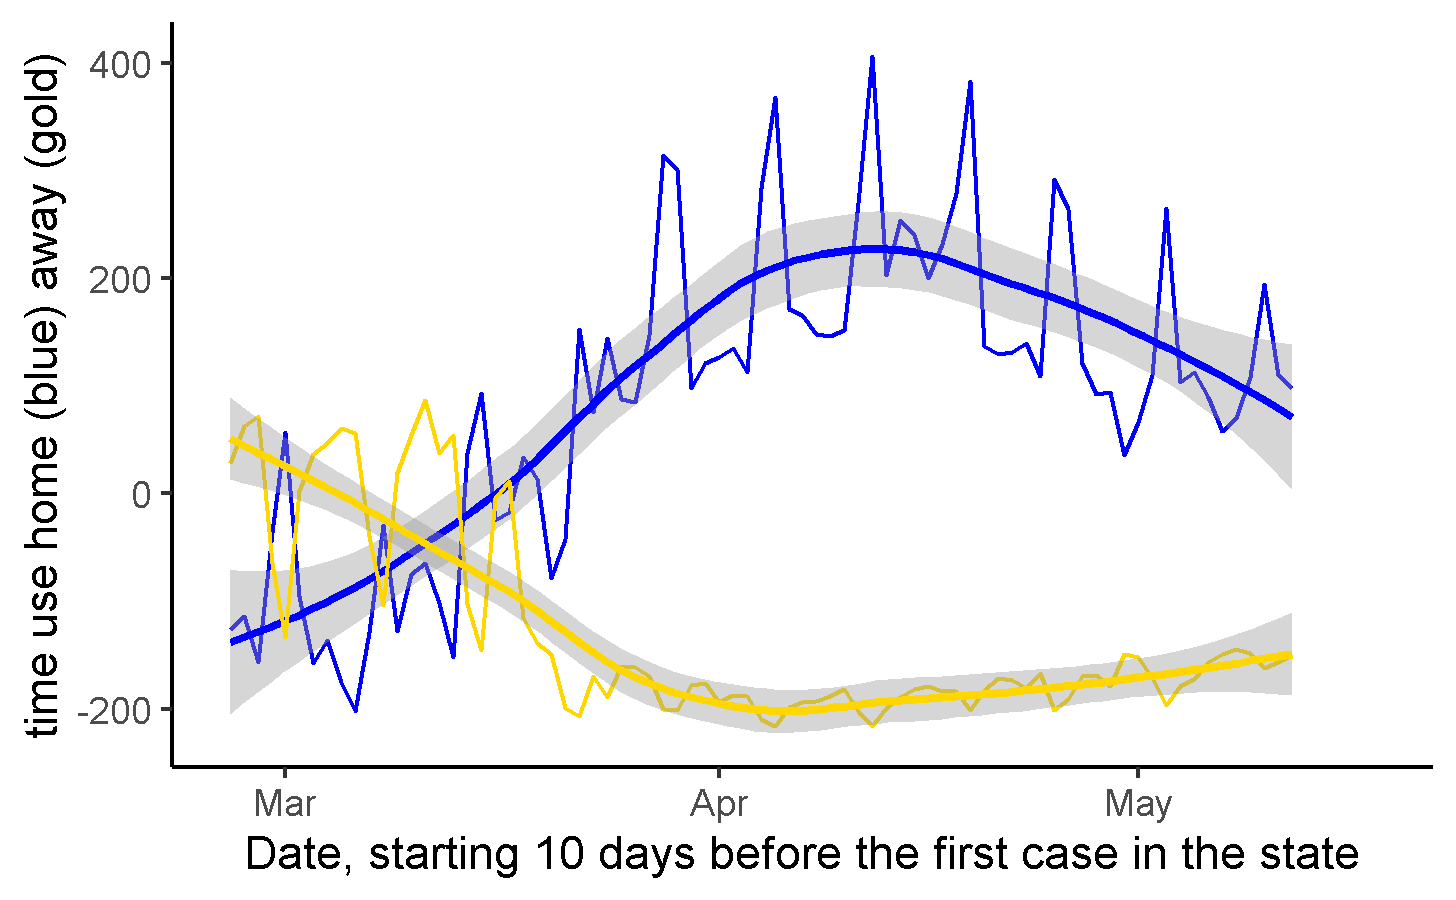 time use home (blue) away (gold)
400
200
0
-200
Mar
Apr
May
Date, starting 10 days before the first case in the state